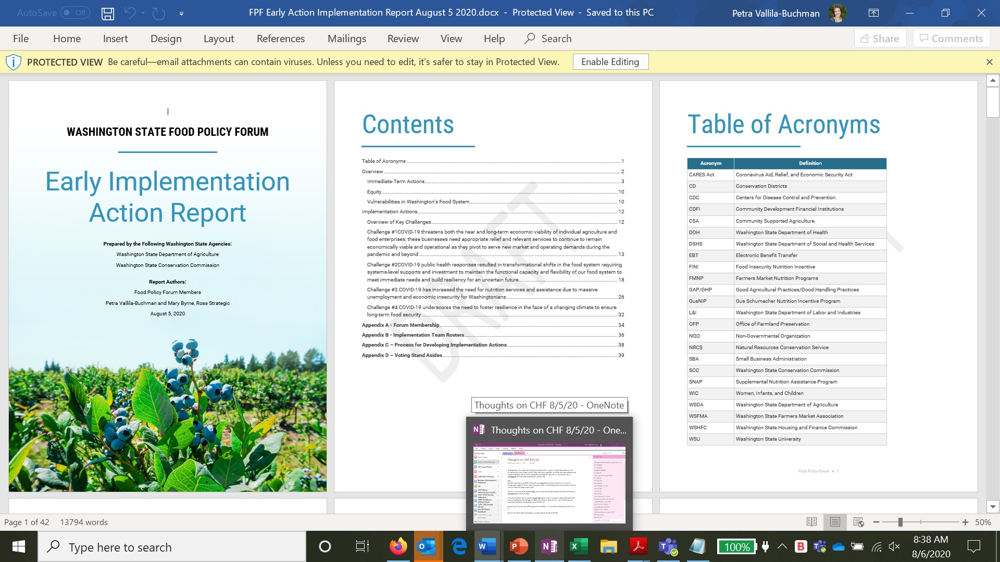 AutoSave Off
FPF Early Action Implementation Report August 5 2020.docx - Protected View - Saved to this PC
Petra Vallila-Buchman
File Home Insert Design Layout References Mailings Review View Help Search
Share Comments
PROTECTED VIEW Be careful—email attachments can contain viruses. Unless you need to edit, it's safer to stay in Protected View. Enable Editing
WASHINGTON STATE FOOD POLICY FORUM
Early Implementation
Action Report
Prepared by the Following Washington State Agencies:
Washington State Department of Agriculture
Washington State Conservation Commission
Report Authors:
Food Policy Forum Members
Petra Vallila-Buchman and Mary Byrne, Ross Strategic
August 5, 2020
Contents
Table of Acronyms 1
Overview 2
Immediate-Term Actions 3
Equity 10
Vulnerabilities in Washington's Food System 10
Implementation Actions 12
Overview of Key Challenges 12
Challenge #1COVID-19 threatens both the near and long-term economic viability of individual agriculture and
food enterprises; these businesses need appropriate relief and relevant services to continue to remain
economically viable and operational as they pivot to serve new market and operating demands during the
pandemic and beyond 13
Challenge #2COVID-19 public health responses resulted in transformational shifts in the food system requiring
systems-level supports and investment to maintain the functional capacity and flexibility of our food system to
meet immediate needs and build resiliency for an uncertain future 18
Challenge #3 COVID-19 has increased the need for nutrition services and assistance due to massive
unemployment and economic insecurity for Washingtonians 26
Challenge #4 COVID-19 underscores the need to foster resilience in the face of a changing climate to ensure
long-term food security 32
Appendix A - Forum Membership 34
Appendix B - Implementation Team Rosters 36
Appendix C – Process for Developing Implementation Actions 38
Appendix D – Voting Stand Asides 39
DRAFT
Table of Acronyms
Acronym Definition
CARES Act Coronavirus Aid, Relief, and Economic Security Act
CD Conservation Districts
CDC Centers for Disease Control and Prevention
CDFI Community Development Financial Institutions
CSA Community Supported Agriculture
DOH Washington State Department of Health
DSHS Washington State Department of Social and Health Services
EBT Electronic Benefit Transfer
FINI Food Insecurity Nutrition Incentive
FMNP Farmers Market Nutrition Programs
GAP/GHP Good Agricultural Practices/Good Handling Practices
GusNIP Gus Schumacher Nutrition Incentive Program
L&I Washington State Department of Labor and Industries
OFP Office of Farmland Preservation
NGO Non-Governmental Organization
NRCS Natural Resources Conservation Service
SBA Small Business Administration
SCC Washington State Conservation Commission
SNAP Supplemental Nutrition Assistance Program
WIC Women, Infants, and Children
WSDA Washington State Department of Agriculture
WSFMA Washington State Farmers Market Association
WSHFC Washington State Housing and Finance Commission
WSU Washington State University
Food Policy Forum 1
Thoughts on CHF 8/5/20 - OneNote
Thoughts on CHF 8/5/20 - One...
Thoughts on CHF 8/5/20
Page 1 of 42 13794 words
50%
Type here to search
100%
8:38 AM
8/6/2020